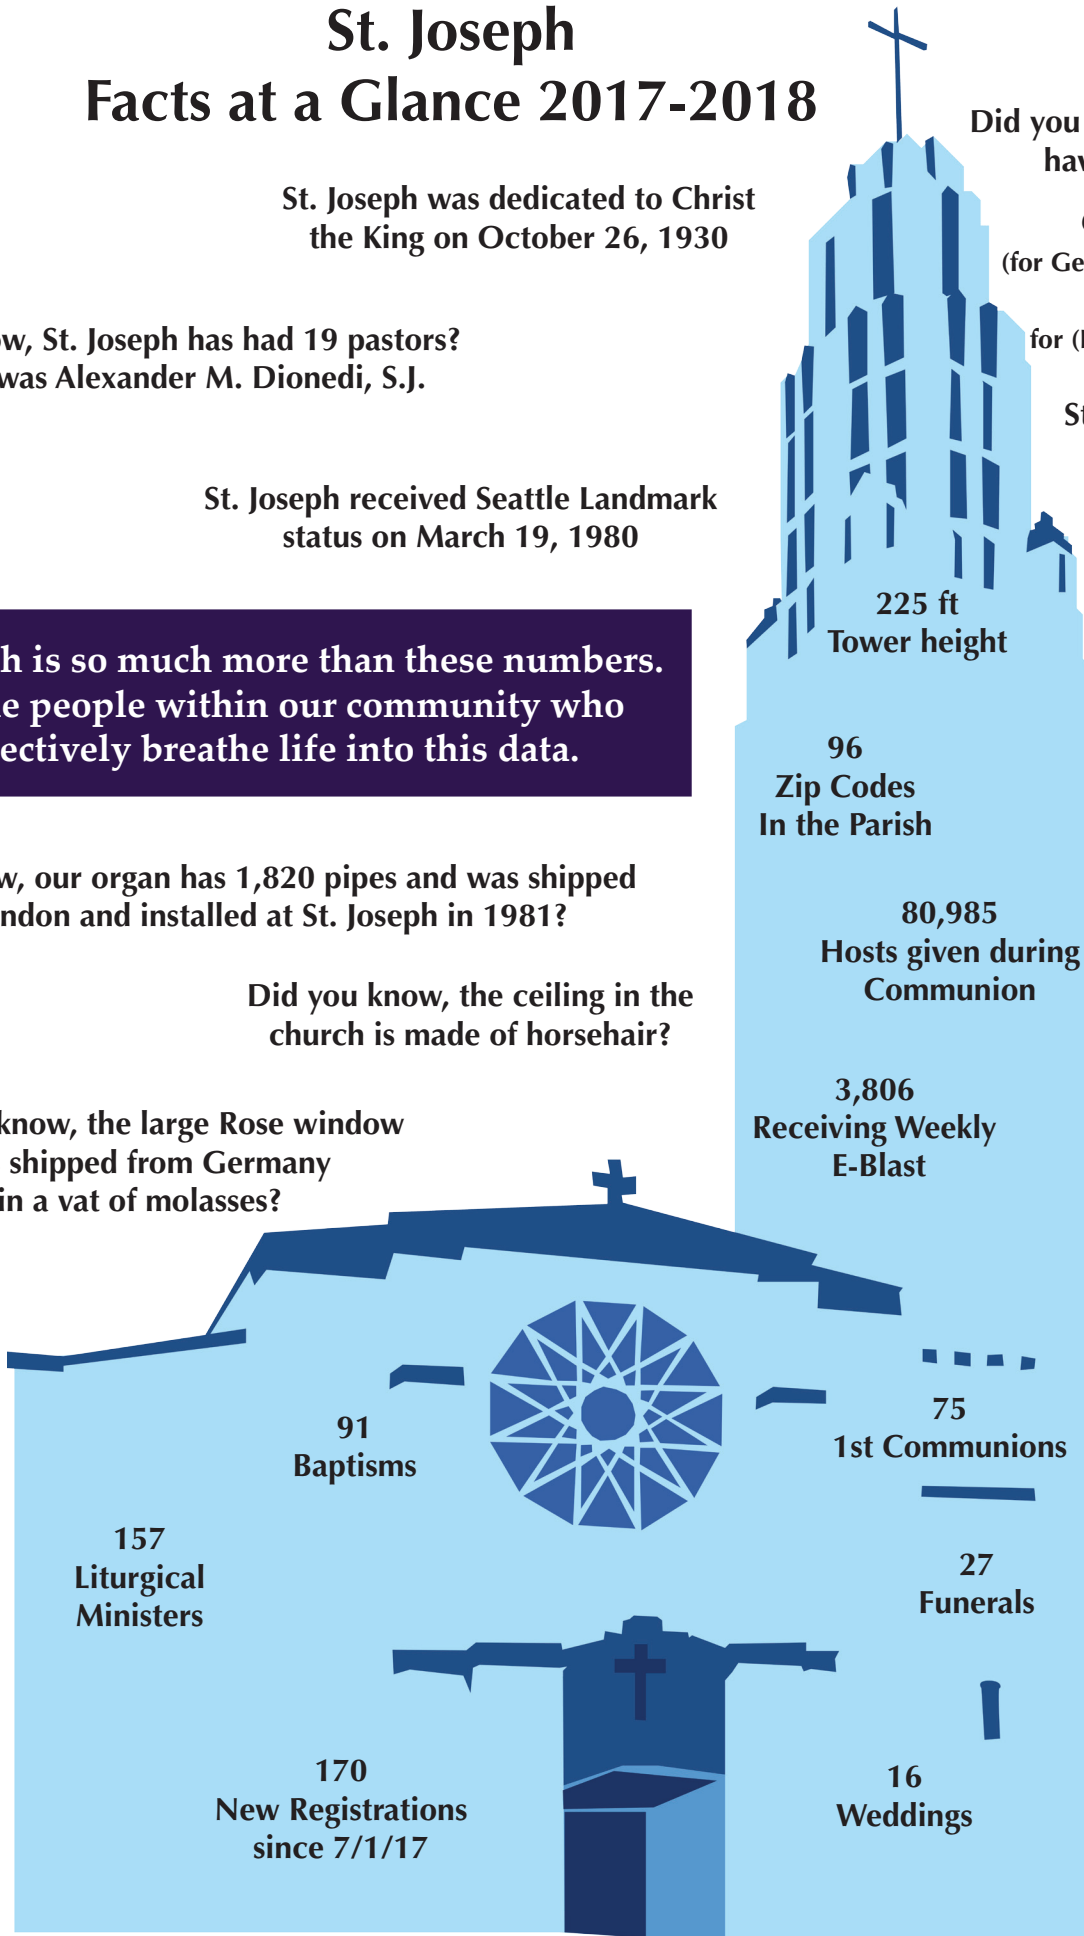 St. Joseph
Facts at a Glance 2017-2018
Did you
St. Joseph was dedicated to Christ
the King on October 26, 1930
(for
St. Joseph has had 19 pastors?
was Alexander M. Dionedi, S.J.
for
St. Joseph received Seattle Landmark
status on March 19, 1980
225 ft
Tower height
is so much more than these numbers.
people within our community who
breathe life into this data.
96
Zip Codes
In the Parish
our organ has 1,820 pipes and was shipped
and installed at St. Joseph in 1981?
80,985
Hosts given during
Communion
Did you know, the ceiling in the
church is made of horsehair?
3,806
Receiving Weekly
E-Blast
know, the large Rose window
shipped from Germany
in a vat of molasses?
91
Baptisms
75
1st Communions
157
Liturgical
Ministers
27
Funerals
170
New Registrations
since 7/1/17
16
Weddings